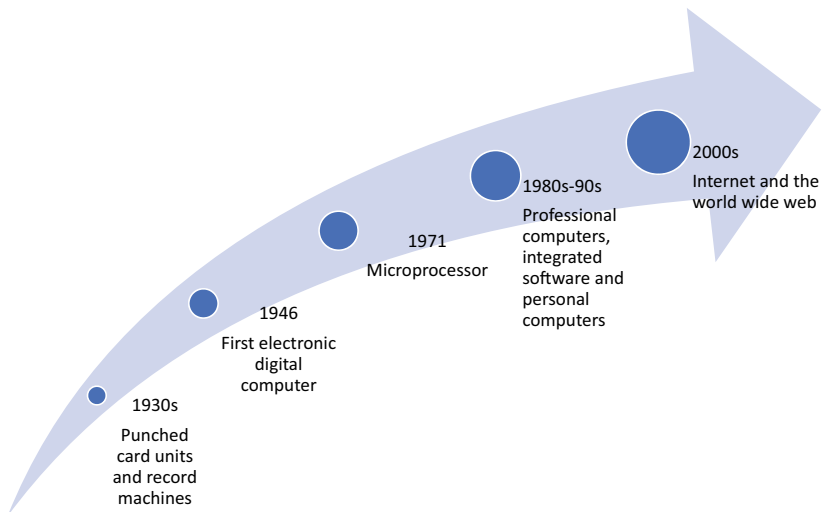 1930s
Punched
card units
and record
machines
1946
First electronic
digital
computer
1971
Microprocessor
1980s-90s
Professional
computers,
integrated
software and
personal
computers
2000s
Internet and the
world wide web